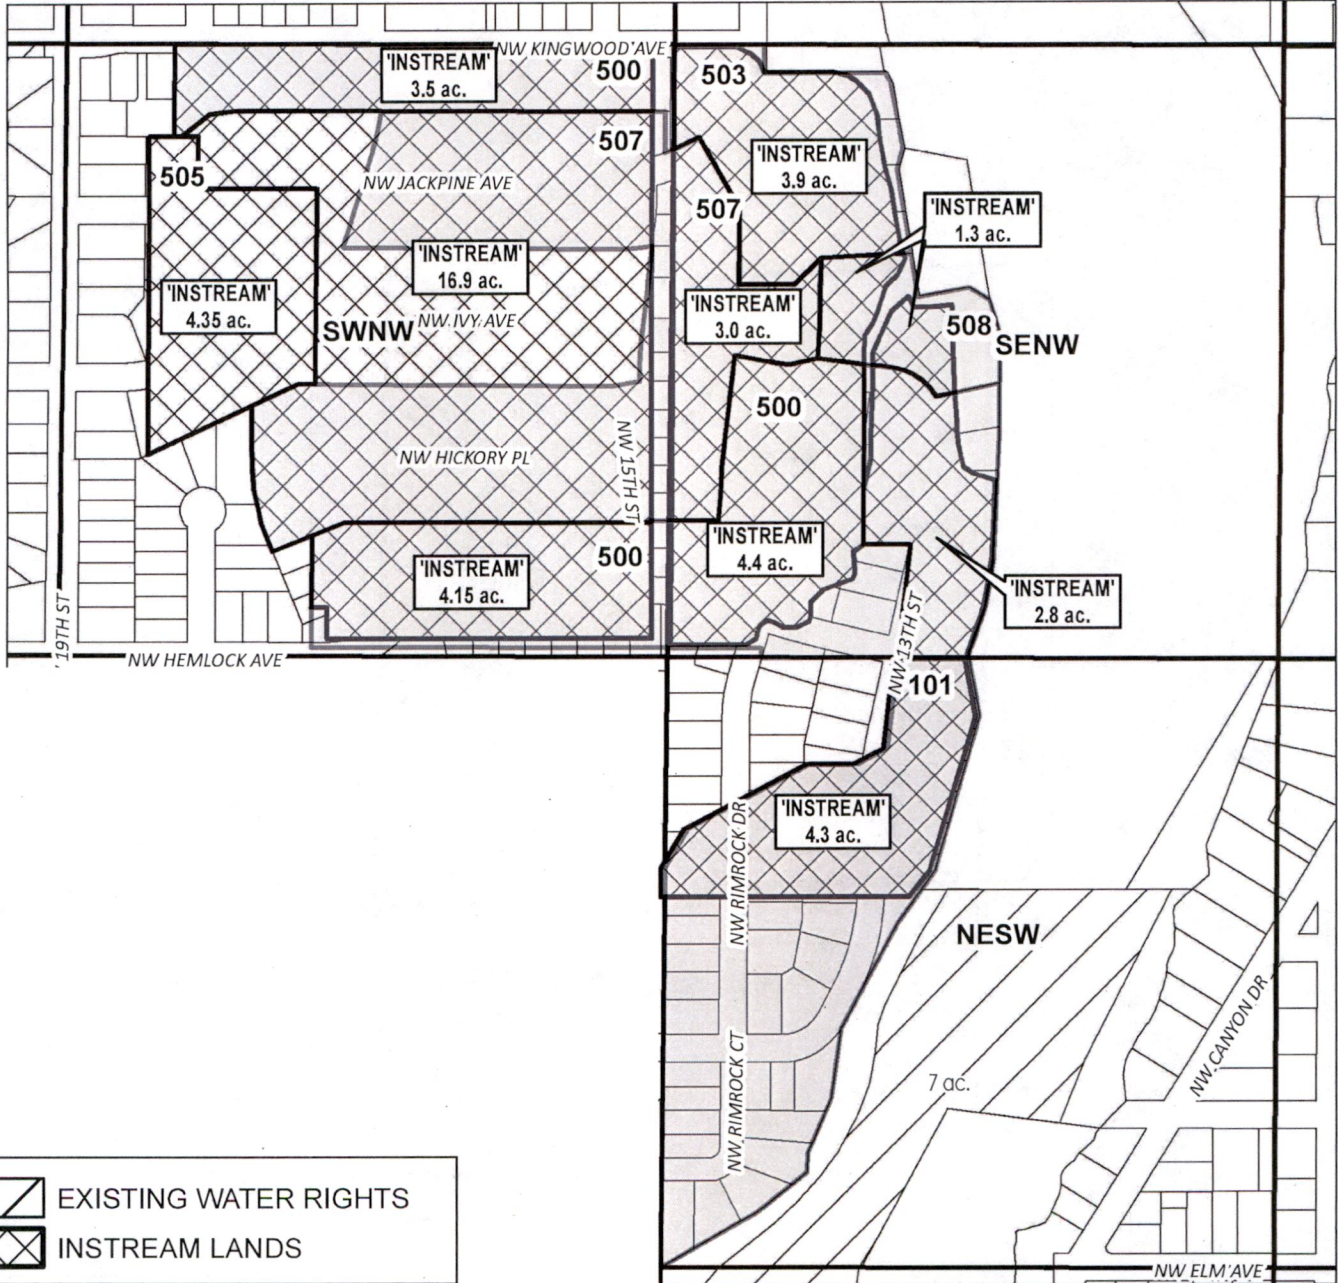 NW KINGWOOD AVE
'INSTREAM'
3.5 ac.
500
503
507
'INSTREAM'
3.9 ac.
505
NW JACKPINE AVE
507
'INSTREAM'
1.3 ac.
'INSTREAM'
16.9 ac.
'INSTREAM'
4.35 ac.
'INSTREAM'
3.0 ac.
SWNW
NW IVY AVE
508
SENW
500
NW HICKORY PL
NW 15TH ST
'INSTREAM'
4.4 ac.
500
'INSTREAM'
4.15 ac.
'INSTREAM'
2.8 ac.
NW 13TH ST
19TH ST
NW HEMLOCK AVE
101
'INSTREAM'
4.3 ac.
NW RIMROCK DR
NESW
NW CANYON DR
NW RIMROCK CT
7 ac.
EXISTING WATER RIGHTS
INSTREAM LANDS
NW ELM AVE